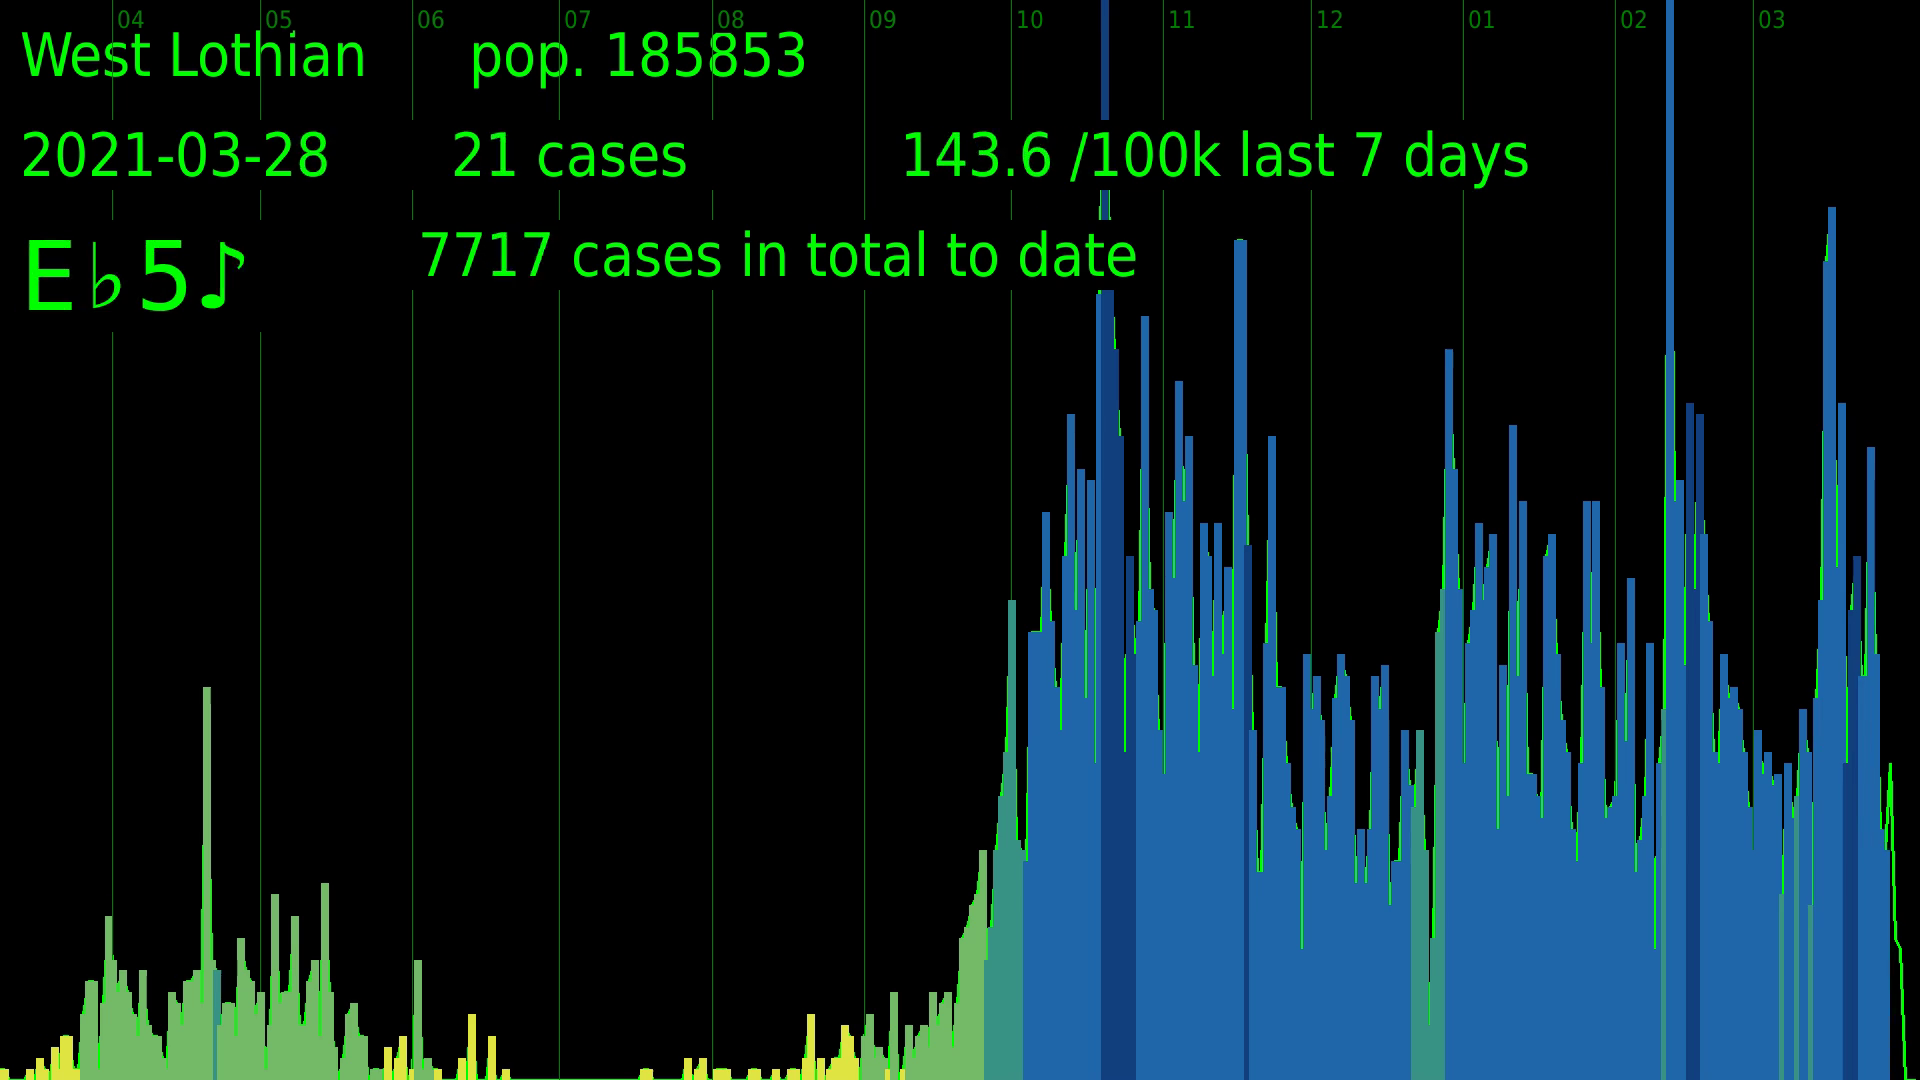 04 05 06 07 08 09 10 11 12 01 02 03
West Lothian pop. 185853
2021-03-28 21 cases 143.6 /100k last 7 days
E♭5♪ 7717 cases in total to date